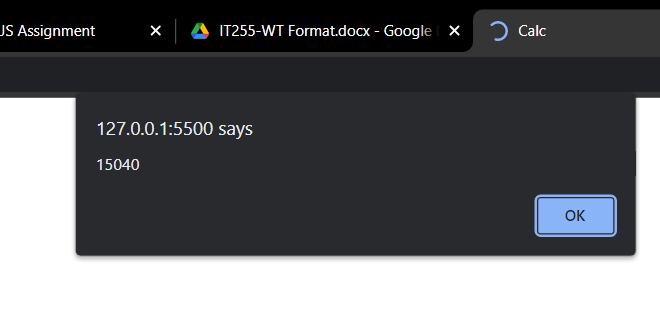 JS Assignment
IT255-WT Format.docx - Google
Calc
127.0.0.1:5500 says
15040
OK